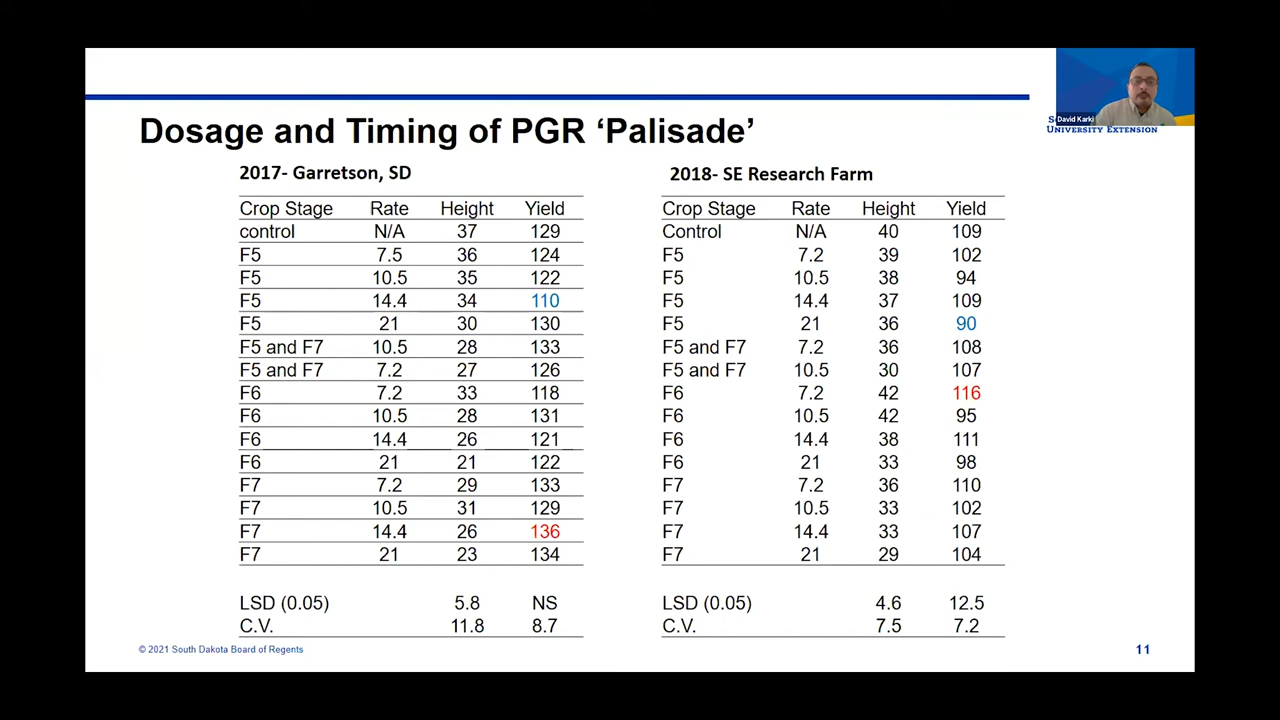 Dosage and Timing of PGR ‘Palisade’
David Karki
UNIVERSITY EXTENSION
2017- Garretson, SD
Crop Stage Rate Height Yield
control N/A 37 129
F5 7.5 36 124
F5 10.5 35 122
F5 14.4 34 110
F5 21 30 130
F5 and F7 10.5 28 133
F5 and F7 7.2 27 126
F6 7.2 33 118
F6 10.5 28 131
F6 14.4 26 121
F6 21 21 122
F7 7.2 29 133
F7 10.5 31 129
F7 14.4 26 136
F7 21 23 134
LSD (0.05) 5.8 NS
C.V. 11.8 8.7
2018- SE Research Farm
Crop Stage Rate Height Yield
Control N/A 40 109
F5 7.2 39 102
F5 10.5 38 94
F5 14.4 37 109
F5 21 36 90
F5 and F7 7.2 36 108
F5 and F7 10.5 30 107
F6 7.2 42 116
F6 10.5 42 95
F6 14.4 38 111
F6 21 33 98
F7 7.2 36 110
F7 10.5 33 102
F7 14.4 33 107
F7 21 29 104
LSD (0.05) 4.6 12.5
C.V. 7.5 7.2
© 2021 South Dakota Board of Regents
11